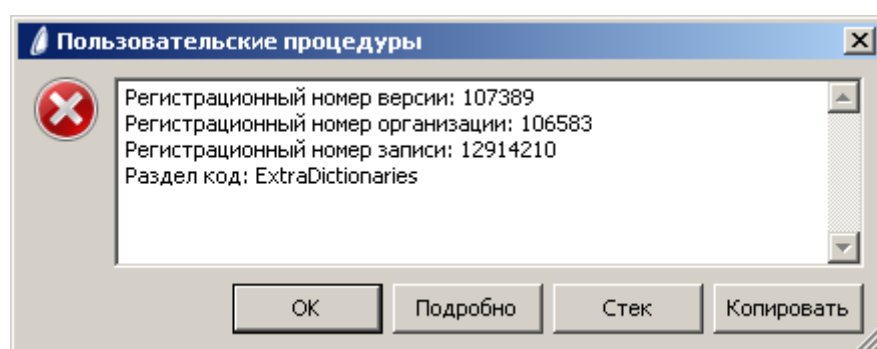 Пользовательские процедуры
Регистрационный номер версии: 107389
Регистрационный номер организации: 106583
Регистрационный номер записи: 12914210
Раздел код: ExtraDictionaries
OK Подробно Стек Копировать